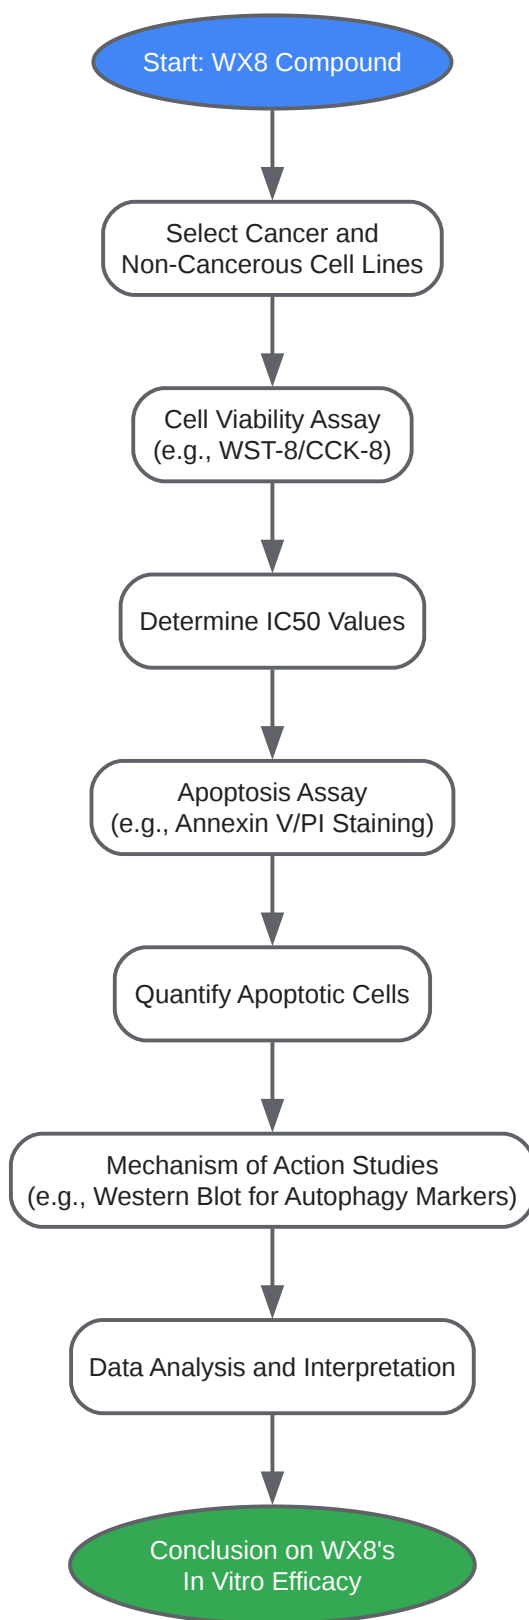 Start: WX8 Compound
Select Cancer and
Non-Cancerous Cell Lines
Cell Viability Assay
(e.g., WST-8/CCK-8)
Determine IC50 Values
Apoptosis Assay
(e.g., Annexin V/PI Staining)
Quantify Apoptotic Cells
Mechanism of Action Studies
(e.g., Western Blot for Autophagy Markers)
Data Analysis and Interpretation
Conclusion on WX8's
In Vitro Efficacy